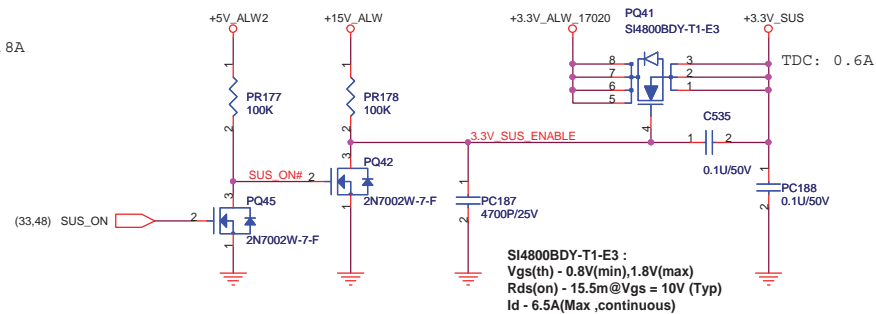 +5V_ALW2
+15V_ALW
+3.3V_ALW_17020
PQ41
SI4800BDY-T1-E3
+3.3V_SUS
.8A
TDC: 0.6A
1
1
8
7
6
5
3
2
1
PR177
100K
PR178
100K
2
2
4
C535
1
2
0.1U/50V
3.3V_SUS_ENABLE
3
PQ42
SUS_ON#
2
2N7002W-7-F
1
1
PC187
4700P/25V
2
1
PC188
0.1U/50V
2
3
PQ45
(33,48) SUS_ON
2
2N7002W-7-F
1
SI4800BDY-T1-E3 :
Vgs(th) - 0.8V(min),1.8V(max)
Rds(on) - 15.5m@Vgs = 10V (Typ)
Id - 6.5A(Max ,continuous)